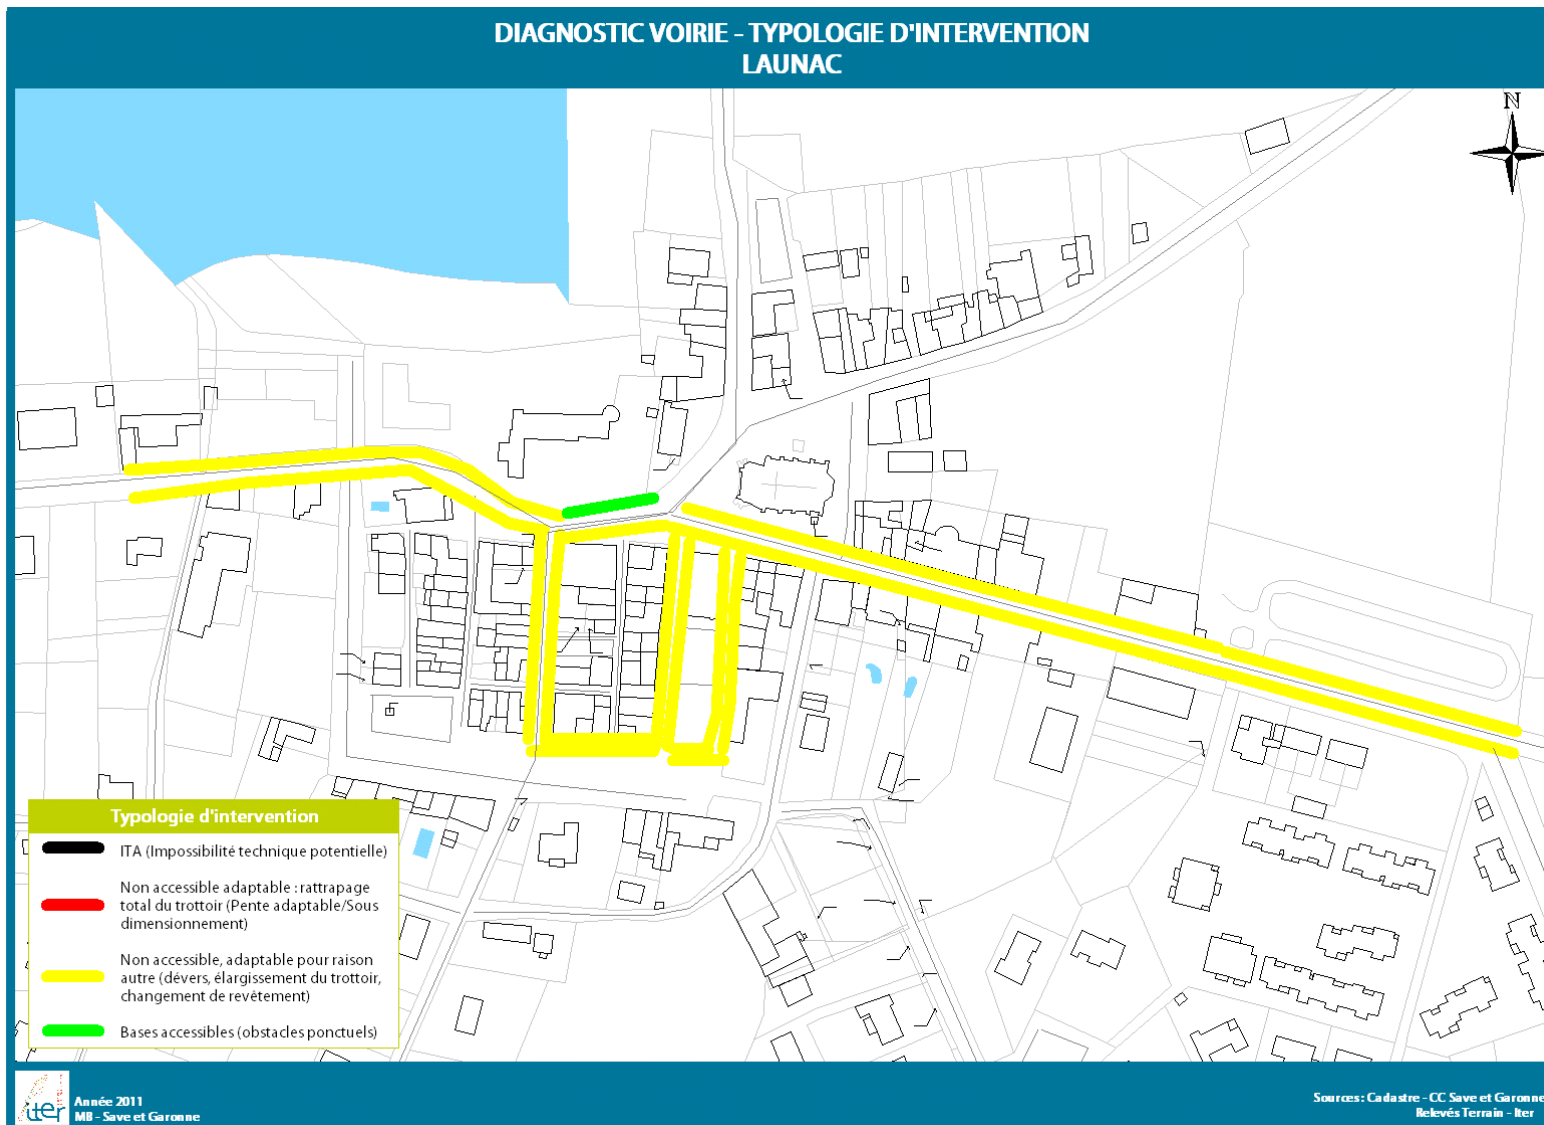 DIAGNOSTIC VOIRIE - TYPOLOGIE D'INTERVENTION
LAUNAC
N
Typologie d'intervention
ITA (Impossibilité technique potentielle)
Non accessible adaptable : rattrapage
total du trottoir (Pente adaptable/Sous
dimensionnement)
Non accessible, adaptable pour raison
autre (dévers, élargissement du trottoir,
changement de revêtement)
Bases accessibles (obstacles ponctuels)
iter
Année 2011
MB - Save et Garonne
Sources : Cadastre - CC Save et Garonne
Relevés Terrain - Iter